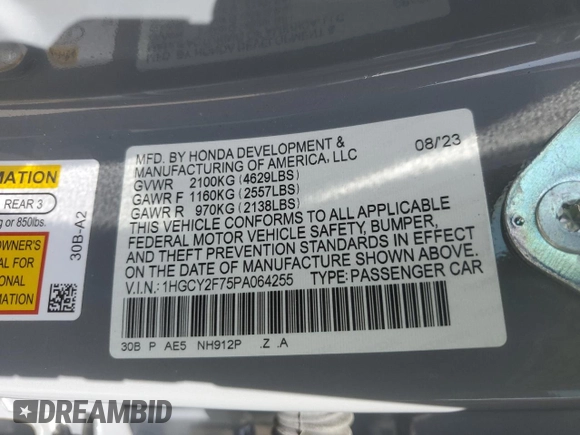 MFD. BY HONDA DEVELOPMENT &
MANUFACTURING OF AMERICA, LLC 08/'23
GVWR 2100KG (4629LBS)
GAWR F 1160KG (2557LBS)
GAWR R 970KG (2138LBS)
THIS VEHICLE CONFORMS TO ALL APPLICABLE
FEDERAL MOTOR VEHICLE SAFETY, BUMPER,
AND THEFT PREVENTION STANDARDS IN EFFECT
ON THE DATE OF MANUFACTURE SHOWN ABOVE.
V.I.N.:1HGCY2F75PA064255 TYPE:PASSENGER CAR
30B P AE5 NH912P .Z .A
MATION
REAR 3
or 850lbs.
OWNER'S
AL FOR
IONAL
MATION
30B-A2
DREAMBID